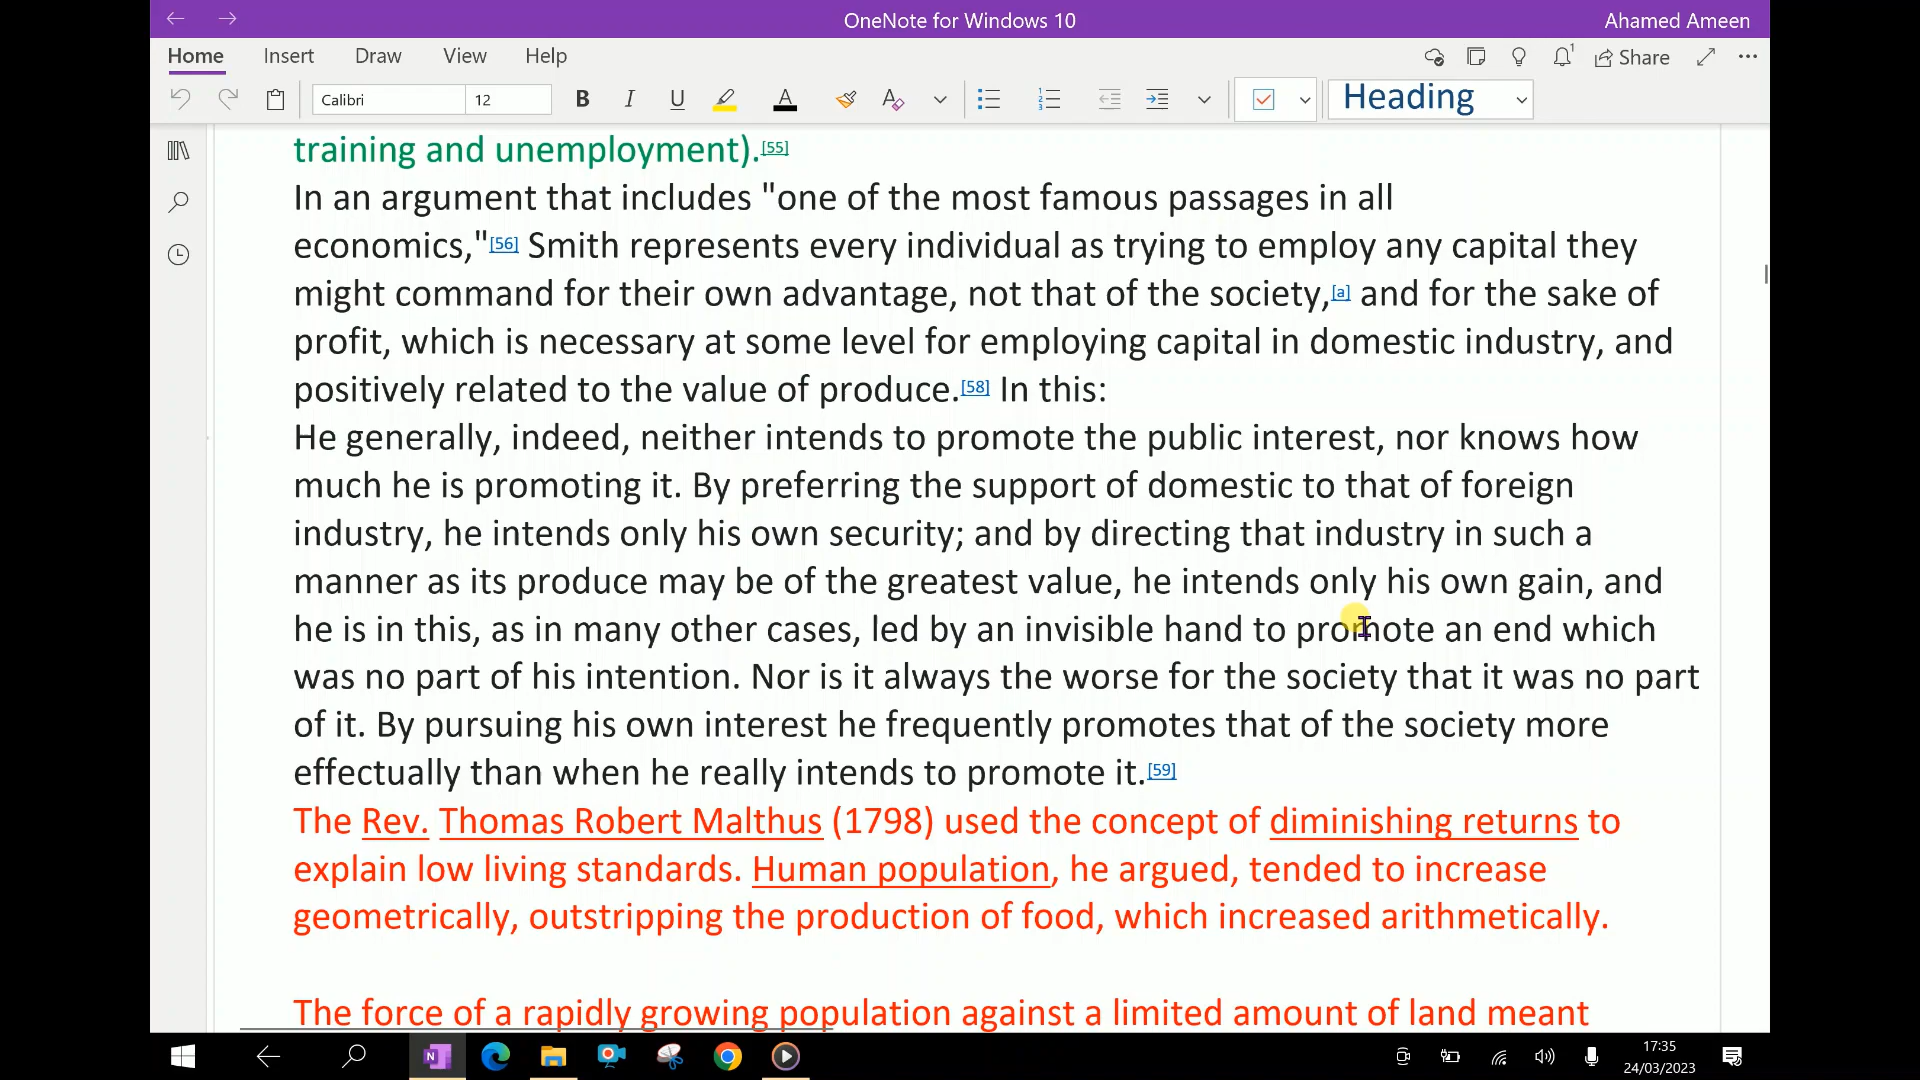 OneNote for Windows 10
Ahamed Ameen
Home Insert Draw View Help
1
Share
Calibri 12 B I U A A Heading
training and unemployment).[55]
In an argument that includes "one of the most famous passages in all
economics,"[56] Smith represents every individual as trying to employ any capital they
might command for their own advantage, not that of the society,[a] and for the sake of
profit, which is necessary at some level for employing capital in domestic industry, and
positively related to the value of produce.[58] In this:
He generally, indeed, neither intends to promote the public interest, nor knows how
much he is promoting it. By preferring the support of domestic to that of foreign
industry, he intends only his own security; and by directing that industry in such a
manner as its produce may be of the greatest value, he intends only his own gain, and
he is in this, as in many other cases, led by an invisible hand to promote an end which
was no part of his intention. Nor is it always the worse for the society that it was no part
of it. By pursuing his own interest he frequently promotes that of the society more
effectually than when he really intends to promote it.[59]
The Rev. Thomas Robert Malthus (1798) used the concept of diminishing returns to
explain low living standards. Human population, he argued, tended to increase
geometrically, outstripping the production of food, which increased arithmetically.
The force of a rapidly growing population against a limited amount of land meant
17:35
24/03/2023